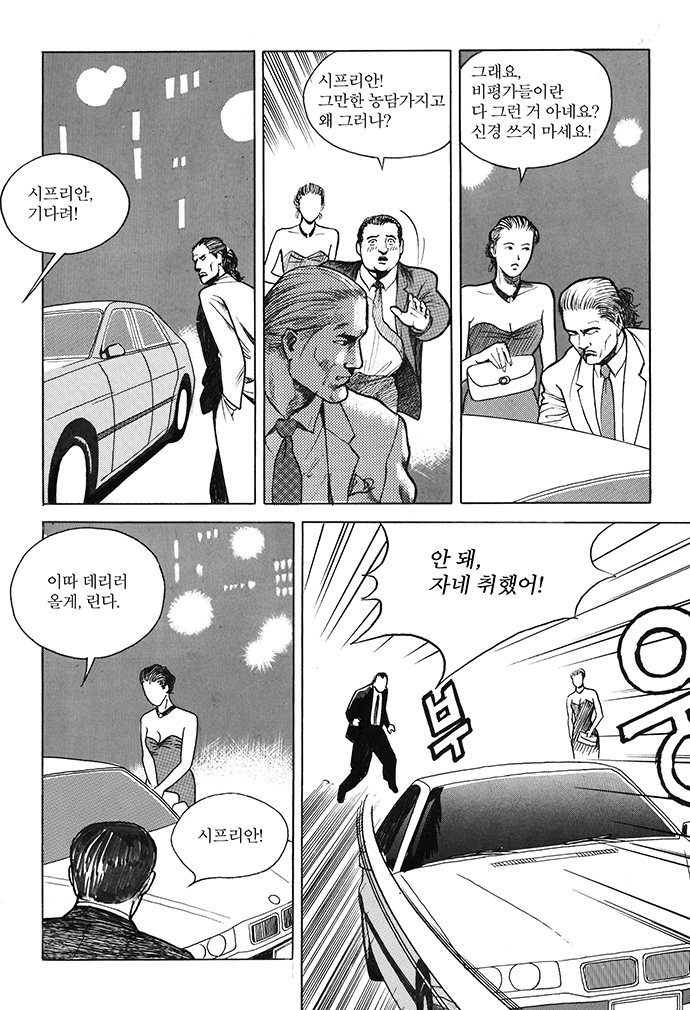 시프리안,
기다려!
시프리안!
그만한 농담가지고
왜 그러나?
그래요,
비평가들이란
다 그런 거 아녜요?
신경 쓰지 마세요!
이따 데리러
올게, 린다.
시프리안!
안 돼,
자네 취했어!
부
웅